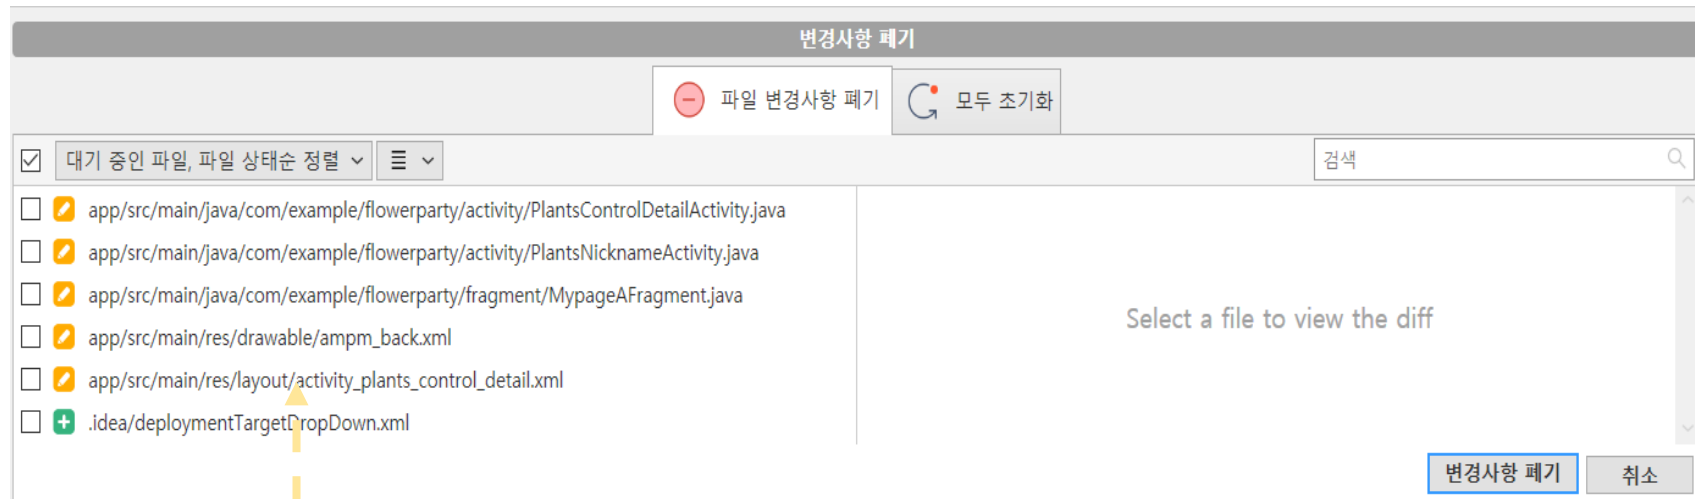 변경사항 폐기
파일 변경사항 폐기 모두 초기화
대기 중인 파일, 파일 상태순 정렬 검색
app/src/main/java/com/example/flowerparty/activity/PlantsControlDetailActivity.java
app/src/main/java/com/example/flowerparty/activity/PlantsNicknameActivity.java
app/src/main/java/com/example/flowerparty/fragment/MypageAFragment.java
app/src/main/res/drawable/ampm_back.xml
app/src/main/res/layout/activity_plants_control_detail.xml
.idea/deploymentTargetDropDown.xml
Select a file to view the diff
변경사항 폐기 취소